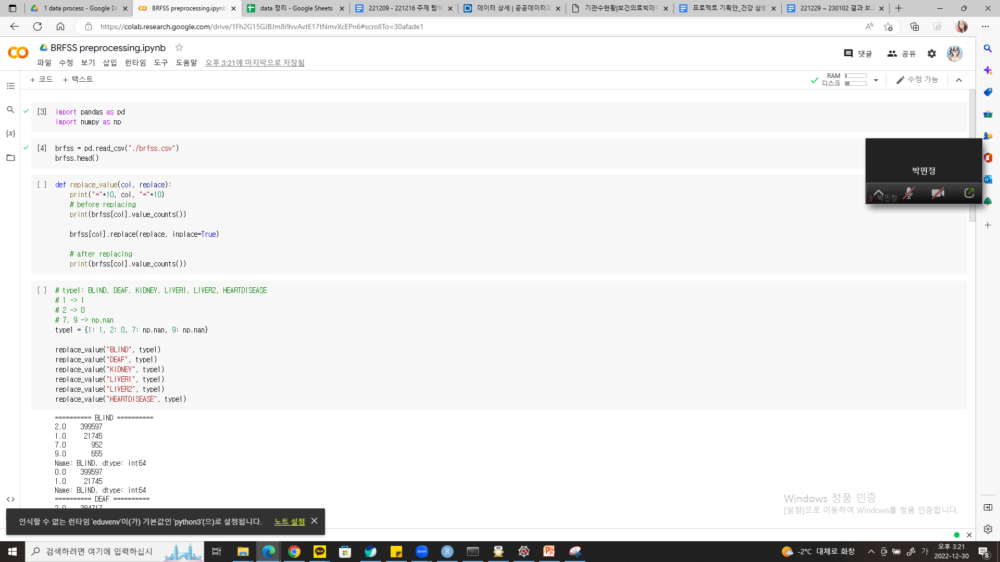 1 data process - Google Dr
BRFSS preprocessing.ipynb
data 정리 - Google Sheets
221209 - 221216 주제 탐색
데이터 상세 | 공공데이터포
기관수현황|보건의료빅데이
프로젝트 기획안_건강 삼총
221229 ~ 230102 결과 보고
https://colab.research.google.com/drive/1Fh2G15GJBJm8i9vvAvtE17tNmvXcEPn6#scrollTo=30afade1
BRFSS preprocessing.ipynb
댓글
공유
파일 수정 보기 삽입 런타임 도구 도움말 오후 3:21에 마지막으로 저장됨
+ 코드 + 텍스트
RAM
디스크
수정 가능
[3] import pandas as pd
import numpy as np
{x}
[4] brfss = pd.read_csv("./brfss.csv")
brfss.head()
박민정
박민정
[ ] def replace_value(col, replace):
print("="*10, col, "="*10)
# before replacing
print(brfss[col].value_counts())
brfss[col].replace(replace, inplace=True)
# after replacing
print(brfss[col].value_counts())
[ ] # type1: BLIND, DEAF, KIDNEY, LIVER1, LIVER2, HEARTDISEASE
# 1 -> 1
# 2 -> 0
# 7, 9 -> np.nan
type1 = {1: 1, 2: 0, 7: np.nan, 9: np.nan}
replace_value("BLIND", type1)
replace_value("DEAF", type1)
replace_value("KIDNEY", type1)
replace_value("LIVER1", type1)
replace_value("LIVER2", type1)
replace_value("HEARTDISEASE", type1)
========== BLIND ==========
2.0 399597
1.0 21745
7.0 952
9.0 655
Name: BLIND, dtype: int64
0.0 399597
1.0 21745
Name: BLIND, dtype: int64
========== DEAF ==========
2.0 384717
Windows 정품 인증
[설정]으로 이동하여 Windows를 정품 인증합니다.
인식할 수 없는 런타임 'eduvenv'이(가) 기본값인 'python3'(으)로 설정됩니다. 노트 설정
검색하려면 여기에 입력하십시
TALK
zoom
R
-2°C 대체로 화창
가
오후 3:21
2022-12-30
8